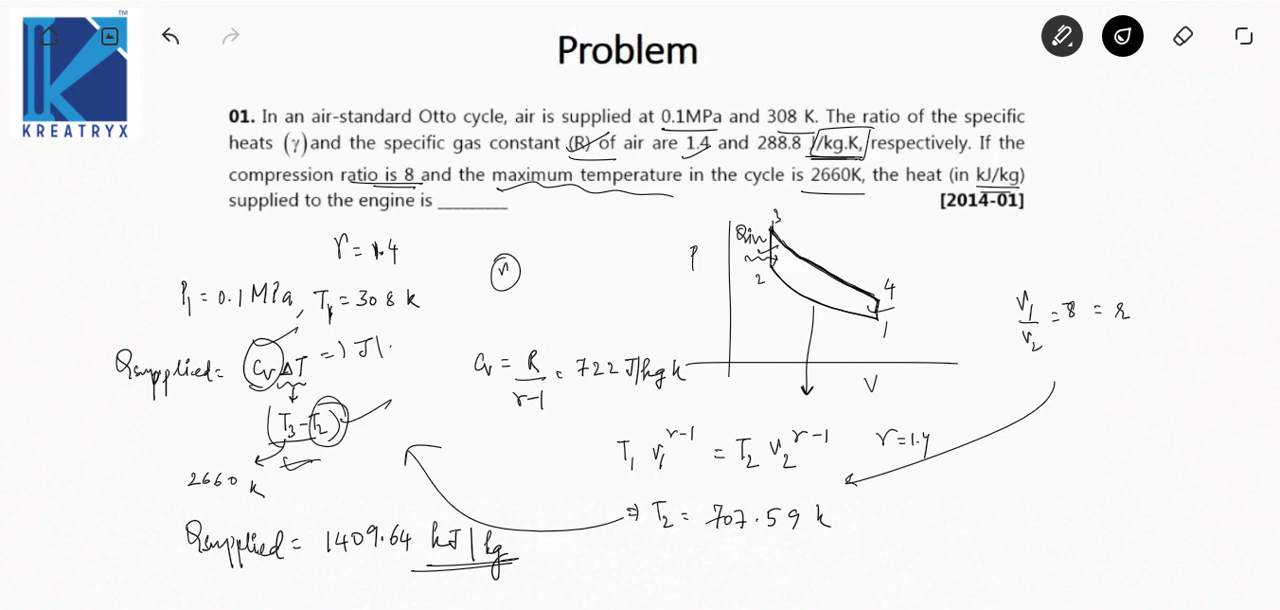 TM
KREATRYX
Problem
01. In an air-standard Otto cycle, air is supplied at 0.1MPa and 308 K. The ratio of the specific
heats (γ)and the specific gas constant (R) of air are 1.4 and 288.8 J/kg.K, respectively. If the
compression ratio is 8 and the maximum temperature in the cycle is 2660K, the heat (in kJ/kg)
supplied to the engine is ________ [2014-01]
γ = 1.4
P₁ = 0.1 MPa, T₁ = 308 K
Qsupplied = Cv ΔT =) J/.
(T₃ - T₂)
2660 K
Qsupplied = 1409.64 kJ/kg
r
Cv = R/(γ-1) = 722 J/kg K
P
Qin
3
2
4
1
V
V₁/V₂ = 8 = r
T₁ V₁^(γ-1) = T₂ V₂^(γ-1) γ = 1.4
⇒ T₂ = 707.59 K